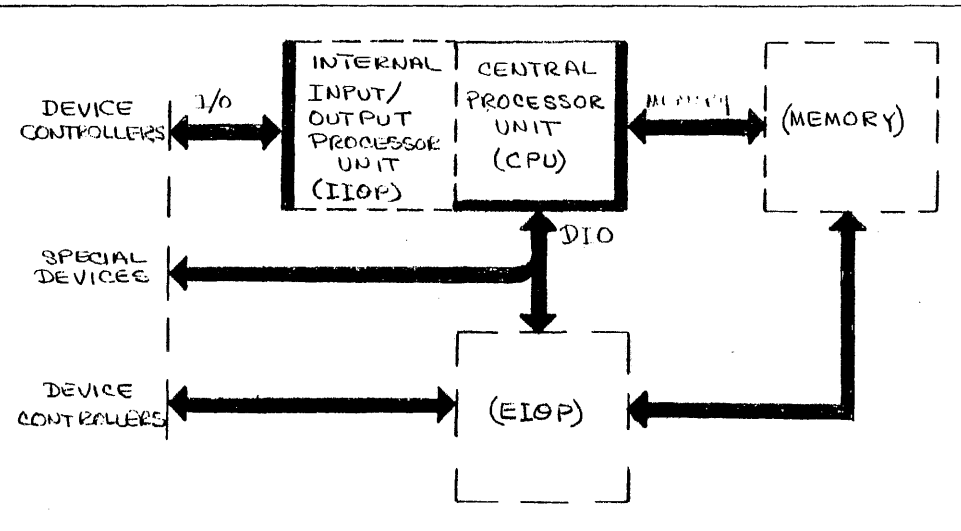 DEVICE
CONTROLLERS
I/O
INTERNAL
INPUT/
OUTPUT
PROCESSOR
UNIT
(IIOP)
CENTRAL
PROCESSOR
UNIT
(CPU)
MEMORY
(MEMORY)
DIO
SPECIAL
DEVICES
DEVICE
CONTROLLERS
(EIOP)